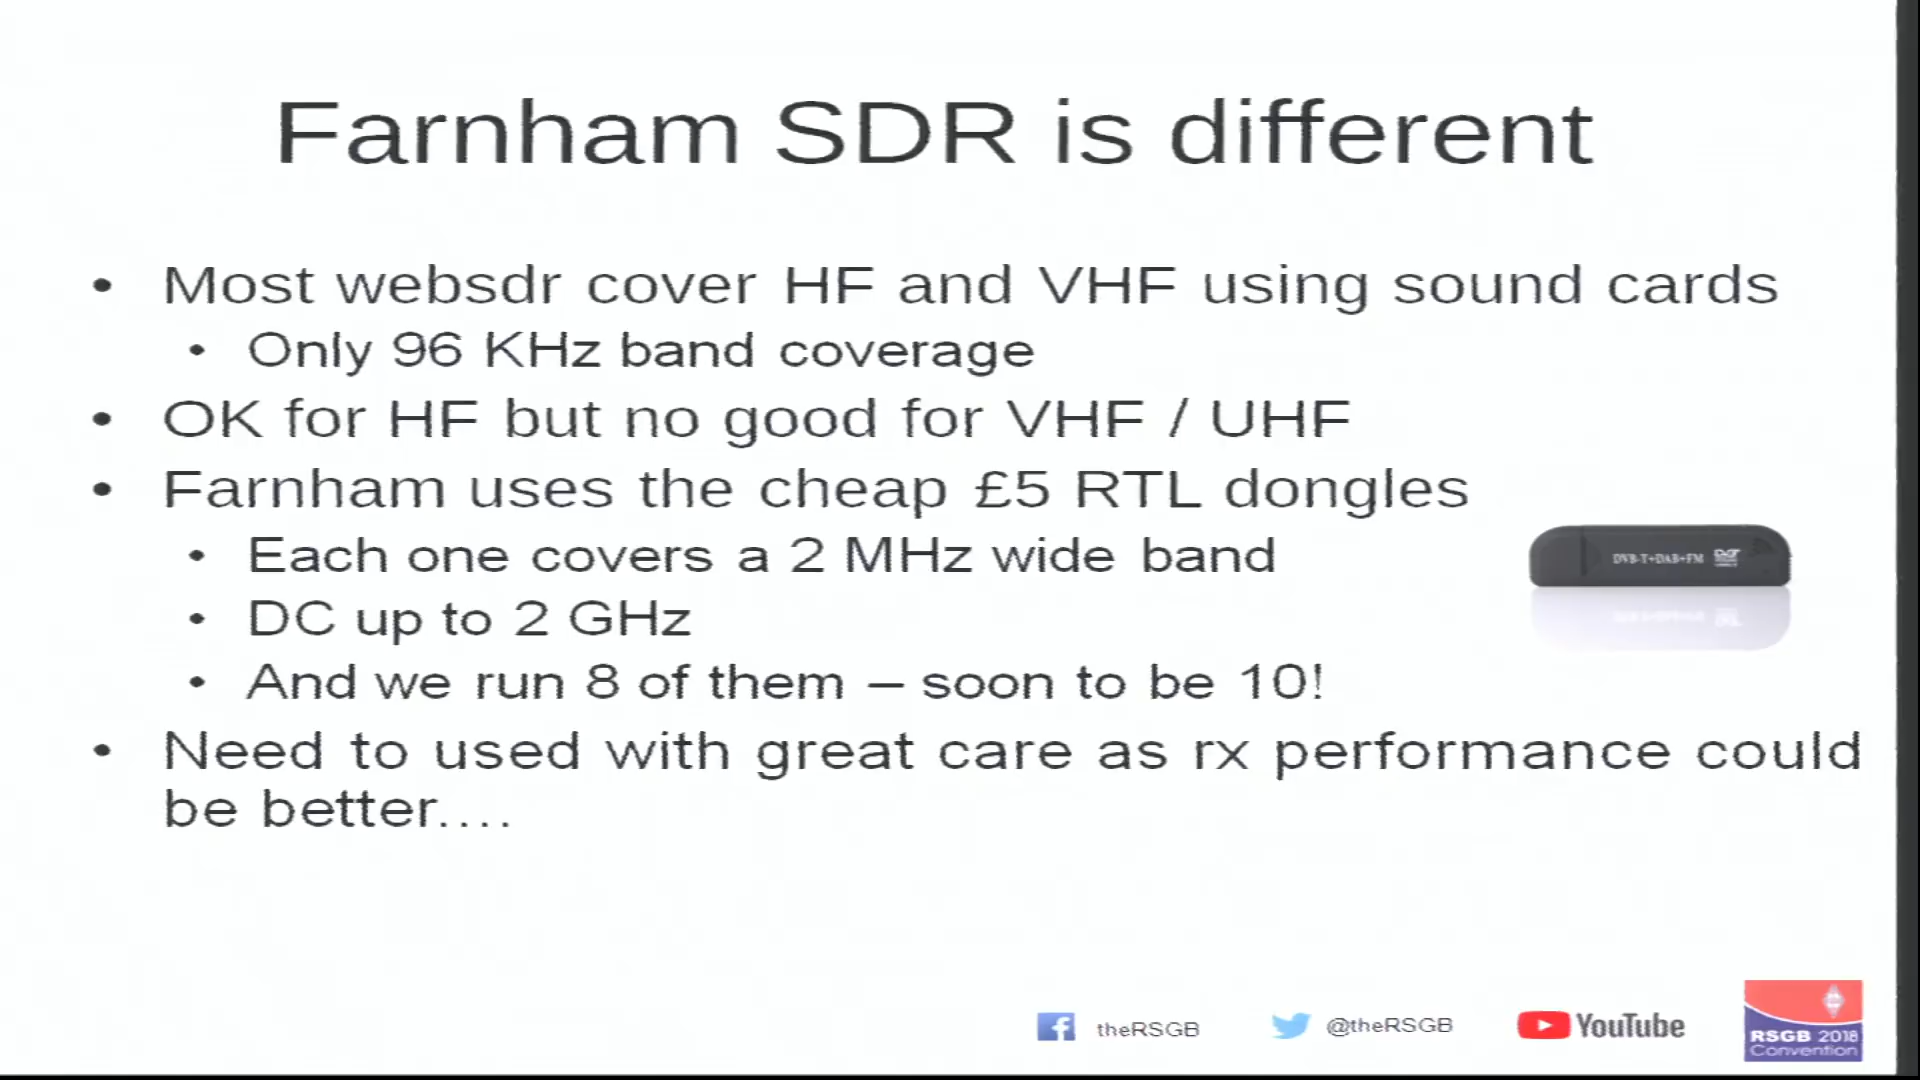 Farnham SDR is different
• Most websdr cover HF and VHF using sound cards
• Only 96 KHz band coverage
• OK for HF but no good for VHF / UHF
• Farnham uses the cheap £5 RTL dongles
• Each one covers a 2 MHz wide band
• DC up to 2 GHz
• And we run 8 of them – soon to be 10!
• Need to used with great care as rx performance could
be better....
DVB-T+DAB+FM
theRSGB
@theRSGB
YouTube
RSGB 2018
Convention